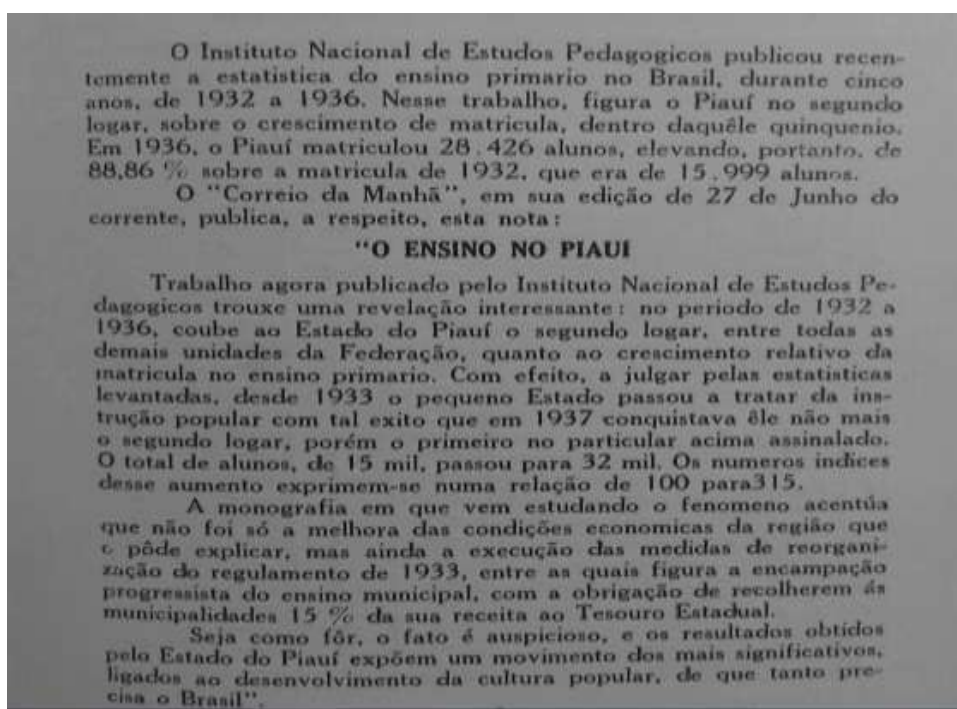 O Instituto Nacional de Estudos Pedagogicos publicou recen-
temente a estatistica do ensino primario no Brasil, durante cinco
anos, de 1932 a 1936. Nesse trabalho, figura o Piauí no segundo
logar, sobre o crescimento de matricula, dentro daquêle quinquenio.
Em 1936, o Piauí matriculou 28.426 alunos, elevando, portanto, de
88,86 % sobre a matricula de 1932, que era de 15.999 alunos.
O "Correio da Manhã", em sua edição de 27 de Junho do
corrente, publica, a respeito, esta nota:
"O ENSINO NO PIAUI
Trabalho agora publicado pelo Instituto Nacional de Estudos Pe-
dagogicos trouxe uma revelação interessante: no periodo de 1932 a
1936, coube ao Estado do Piauí o segundo logar, entre todas as
demais unidades da Federação, quanto ao crescimento relativo da
matricula no ensino primario. Com efeito, a julgar pelas estatisticas
levantadas, desde 1933 o pequeno Estado passou a tratar da ins-
trução popular com tal exito que em 1937 conquistava êle não mais
o segundo logar, porém o primeiro no particular acima assinalado.
O total de alunos, de 15 mil, passou para 32 mil. Os numeros indices
desse aumento exprimem-se numa relação de 100 para315.
A monografia em que vem estudando o fenomeno acentúa
que não foi só a melhora das condições economicas da região que
o pôde explicar, mas ainda a execução das medidas de reorgani-
zação do regulamento de 1933, entre as quais figura a encampação
progressista do ensino municipal, com a obrigação de recolherem ás
municipalidades 15 % da sua receita ao Tesouro Estadual.
Seja como fôr, o fato é auspicioso, e os resultados obtidos
pelo Estado do Piauí expõem um movimento dos mais significativos,
ligados ao desenvolvimento da cultura popular, de que tanto pre-
cisa o Brasil".